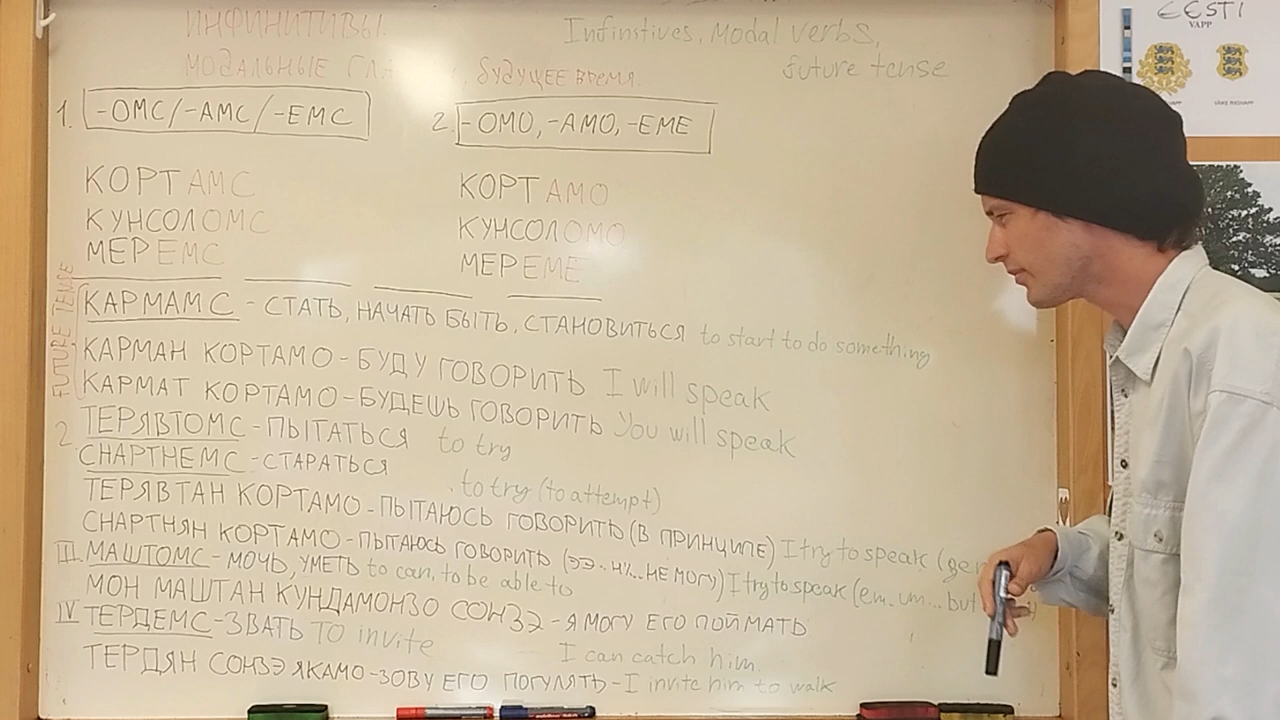 ИНФИНИТИВЫ.
Infinitives, Modal verbs,
future tense
МОДАЛЬНЫЕ ГЛА
будущее время.
1. -ОМС/-АМС/-ЕМС
2. -ОМО, -АМО, -ЕМЕ
КОРТАМС
КУНСОЛОМС
МЕРЕМС
КОРТАМО
КУНСОЛОМО
МЕРЕМЕ
FUTURE TENSE
КАРМАМС - СТАТЬ, НАЧАТЬ БЫТЬ, СТАНОВИТЬСЯ to start to do something
КАРМАН КОРТАМО - БУДУ ГОВОРИТЬ I will speak
КАРМАТ КОРТАМО - БУДЕШЬ ГОВОРИТЬ You will speak
2 ТЕРЯВТОМС - ПЫТАТЬСЯ to try
СНАРТНЕМС - СТАРАТЬСЯ to try (to attempt)
ТЕРЯВТАН КОРТАМО - ПЫТАЮСЬ ГОВОРИТЬ (В ПРИНЦИПЕ) I try to speak (gen
СНАРТНЯН КОРТАМО - ПЫТАЮСЬ ГОВОРИТЬ (ЭЭ... Ы... НЕ МОГУ) I try to speak (em.. um... but
III. МАШТОМС - МОЧЬ, УМЕТЬ to can, to be able to
МОН МАШТАН КУНДАМОНЗО СОНЗЭ - Я МОГУ ЕГО ПОЙМАТЬ
I can catch him.
IV ТЕРДЕМС - ЗВАТЬ TO invite
ТЕРДЯН СОНЗЭ ЯКАМО - ЗОВУ ЕГО ПОГУЛЯТЬ - I invite him to walk
EESTI
VAPP